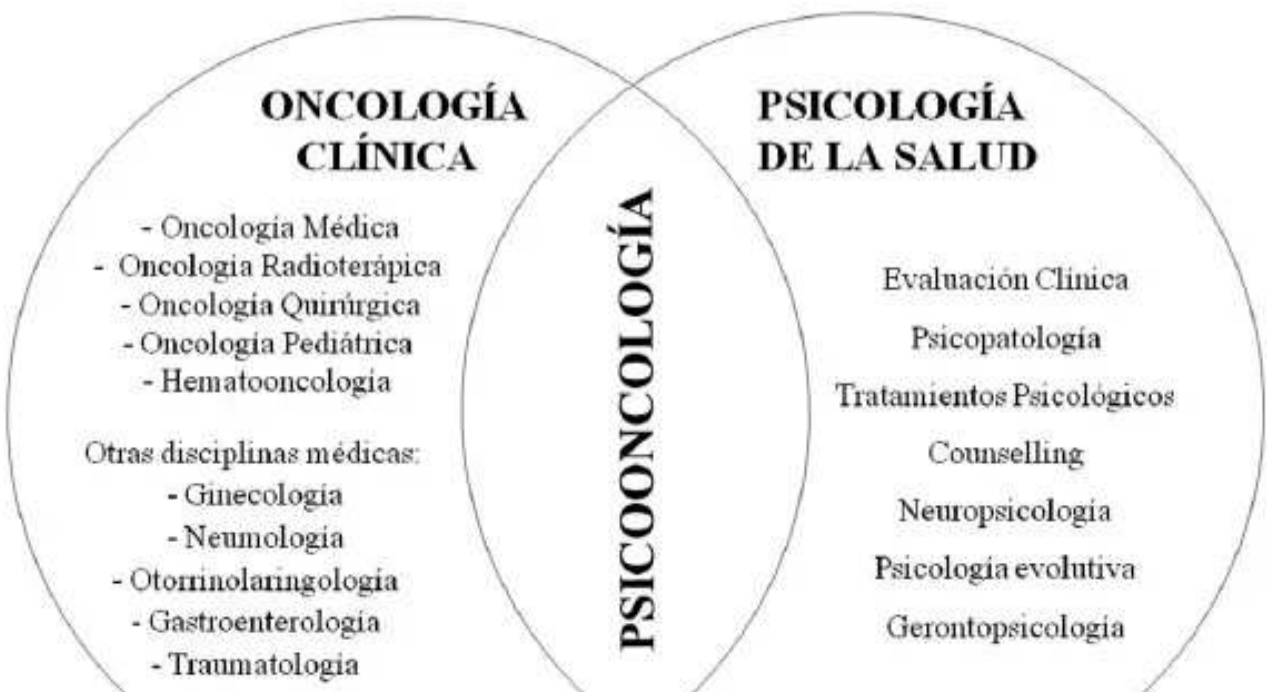 ONCOLOGÍA
CLÍNICA
- Oncología Médica
- Oncología Radioterápica
- Oncología Quirúrgica
- Oncología Pediátrica
- Hematooncología
Otras disciplinas médicas:
- Ginecología
- Neumología
- Otorrinolaringología
- Gastroenterología
- Traumatología
PSICOONCOLOGÍA
PSICOLOGÍA
DE LA SALUD
Evaluación Clínica
Psicopatología
Tratamientos Psicológicos
Counselling
Neuropsicología
Psicología evolutiva
Gerontopsicología